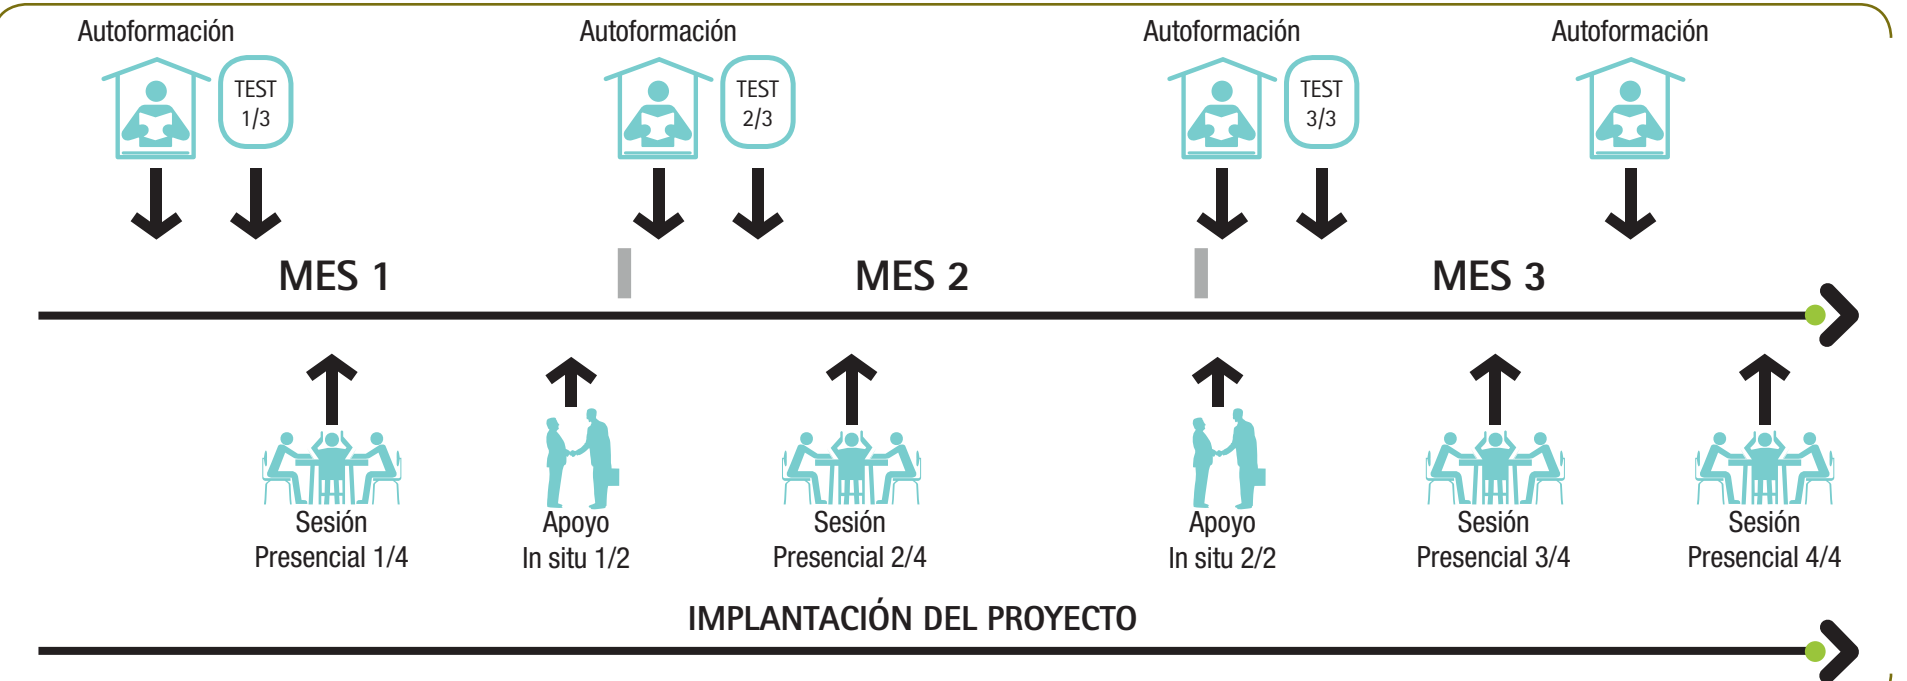 Autoformación
Autoformación
Autoformación
Autoformación
TEST
1/3
TEST
2/3
TEST
3/3
MES 1
MES 2
MES 3
Sesión
Presencial 1/4
Apoyo
In situ 1/2
Sesión
Presencial 2/4
Apoyo
In situ 2/2
Sesión
Presencial 3/4
Sesión
Presencial 4/4
IMPLANTACIÓN DEL PROYECTO